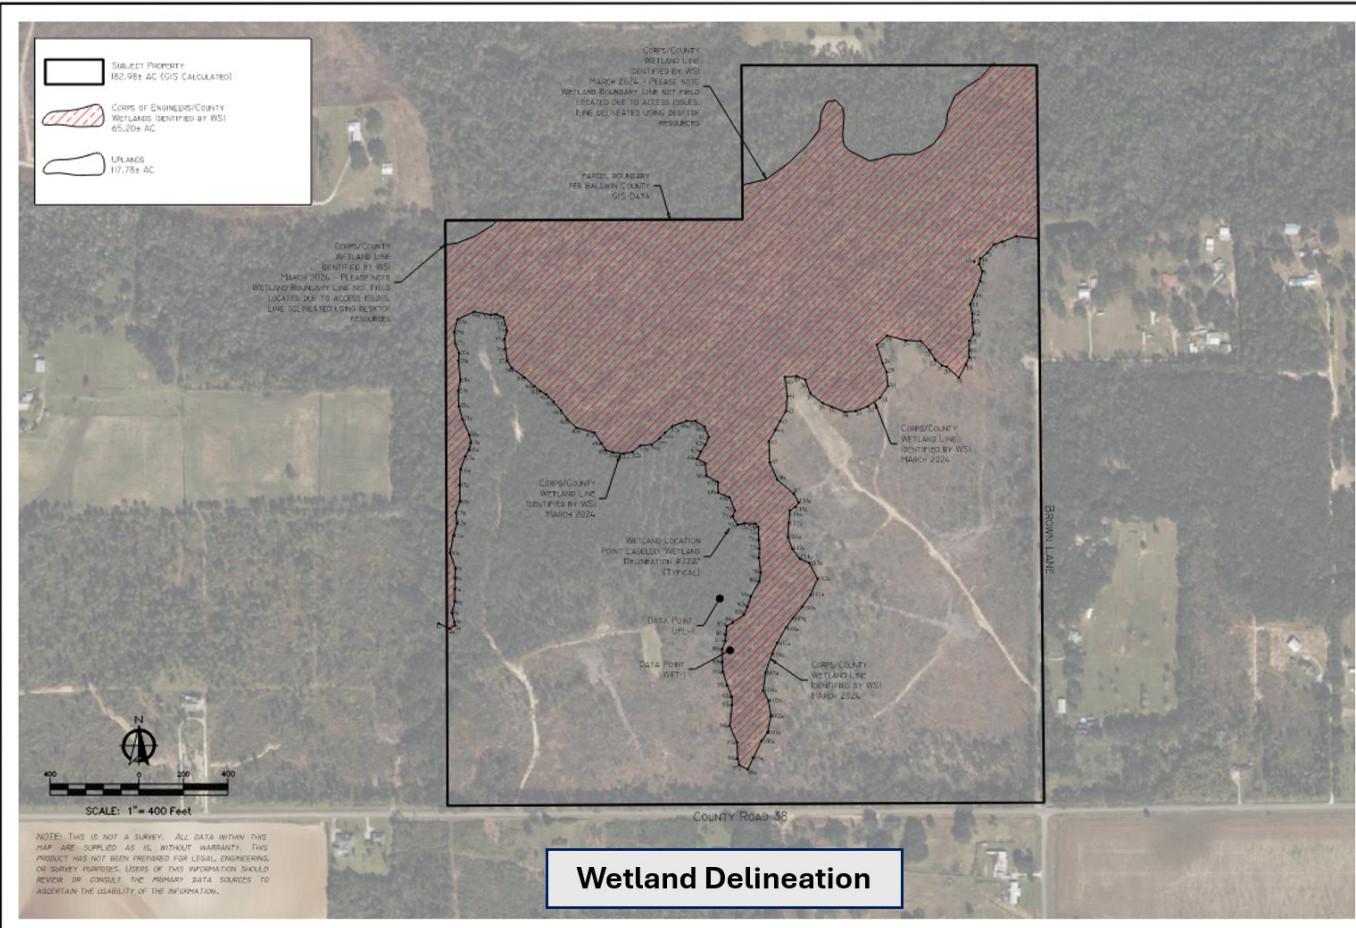 SUBJECT PROPERTY
182.98± AC (GIS CALCULATED)
CORPS OF ENGINEERS/COUNTY
WETLANDS IDENTIFIED BY WSI
65.20± AC
UPLANDS
117.78± AC
CORPS/COUNTY
WETLAND LINE
IDENTIFIED BY WSI
MARCH 2024 - PLEASE NOTE
WETLAND BOUNDARY LINE NOT FIELD
LOCATED DUE TO ACCESS ISSUES.
LINE DELINEATED USING DESKTOP
RESOURCES
PARCEL BOUNDARY
PER BALDWIN COUNTY
GIS DATA
CORPS/COUNTY
WETLAND LINE
IDENTIFIED BY WSI
MARCH 2024 - PLEASE NOTE
WETLAND BOUNDARY LINE NOT FIELD
LOCATED DUE TO ACCESS ISSUES.
LINE DELINEATED USING DESKTOP
RESOURCES
CORPS/COUNTY
WETLAND LINE
IDENTIFIED BY WSI
MARCH 2024
CORPS/COUNTY
WETLAND LINE
IDENTIFIED BY WSI
MARCH 2024
WETLAND LOCATION
POINT LABELED "WETLAND
DELINEATION #72A"
(TYPICAL)
BROWN LANE
DATA POINT
UPL-1
DATA POINT
WET-1
CORPS/COUNTY
WETLAND LINE
IDENTIFIED BY WSI
MARCH 2024
N
400 0 200 400
SCALE: 1"= 400 Feet
COUNTY ROAD 38
NOTE: THIS IS NOT A SURVEY. ALL DATA WITHIN THIS
MAP ARE SUPPLIED AS IS, WITHOUT WARRANTY. THIS
PRODUCT HAS NOT BEEN PREPARED FOR LEGAL, ENGINEERING,
OR SURVEY PURPOSES. USERS OF THIS INFORMATION SHOULD
REVIEW OR CONSULT THE PRIMARY DATA SOURCES TO
ASCERTAIN THE USABILITY OF THE INFORMATION.
Wetland Delineation